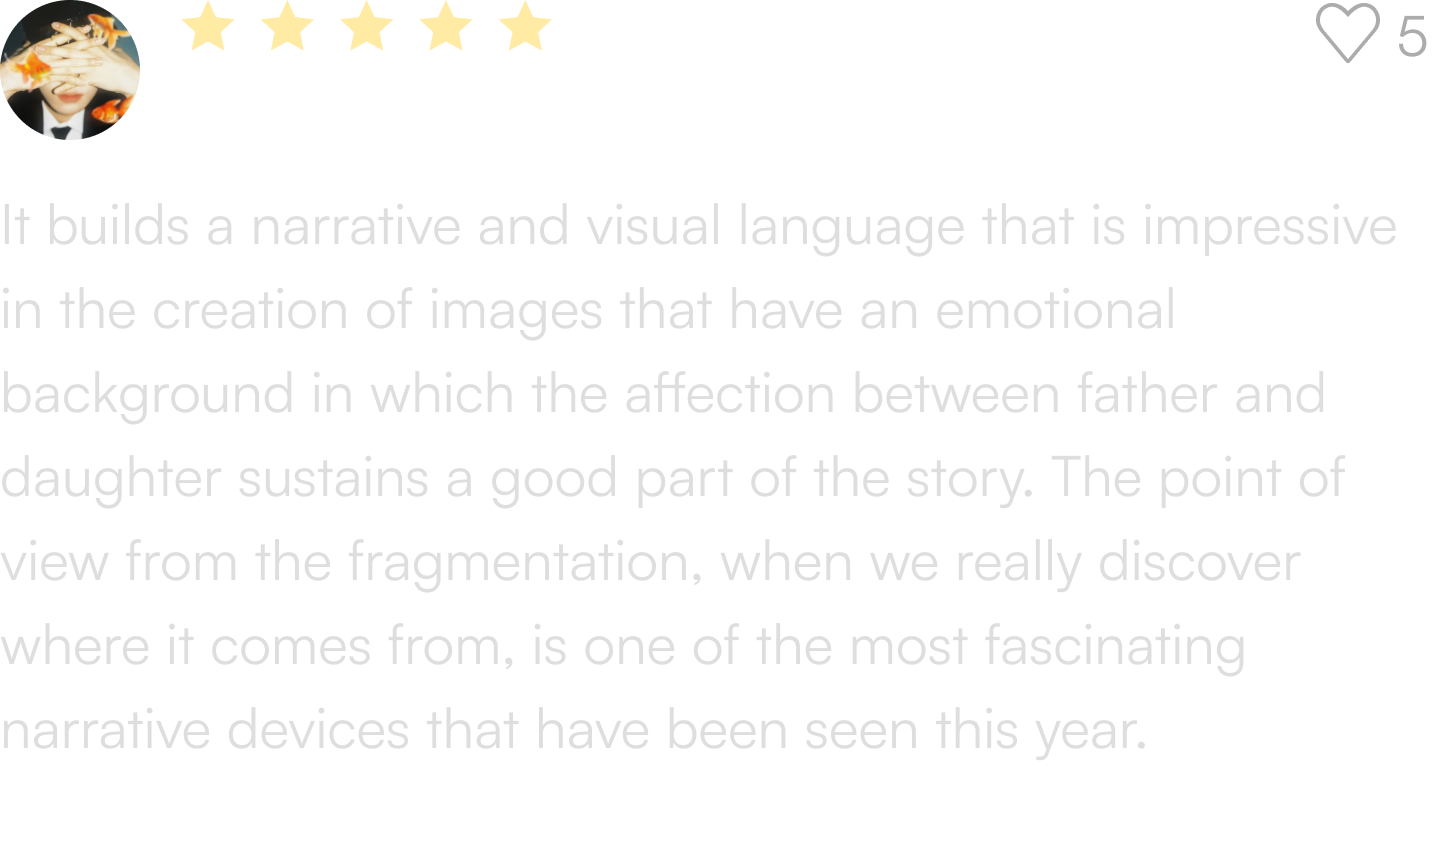 5
It builds a narrative and visual language that is impressive
in the creation of images that have an emotional
background in which the affection between father and
daughter sustains a good part of the story. The point of
view from the fragmentation, when we really discover
where it comes from, is one of the most fascinating
narrative devices that have been seen this year.